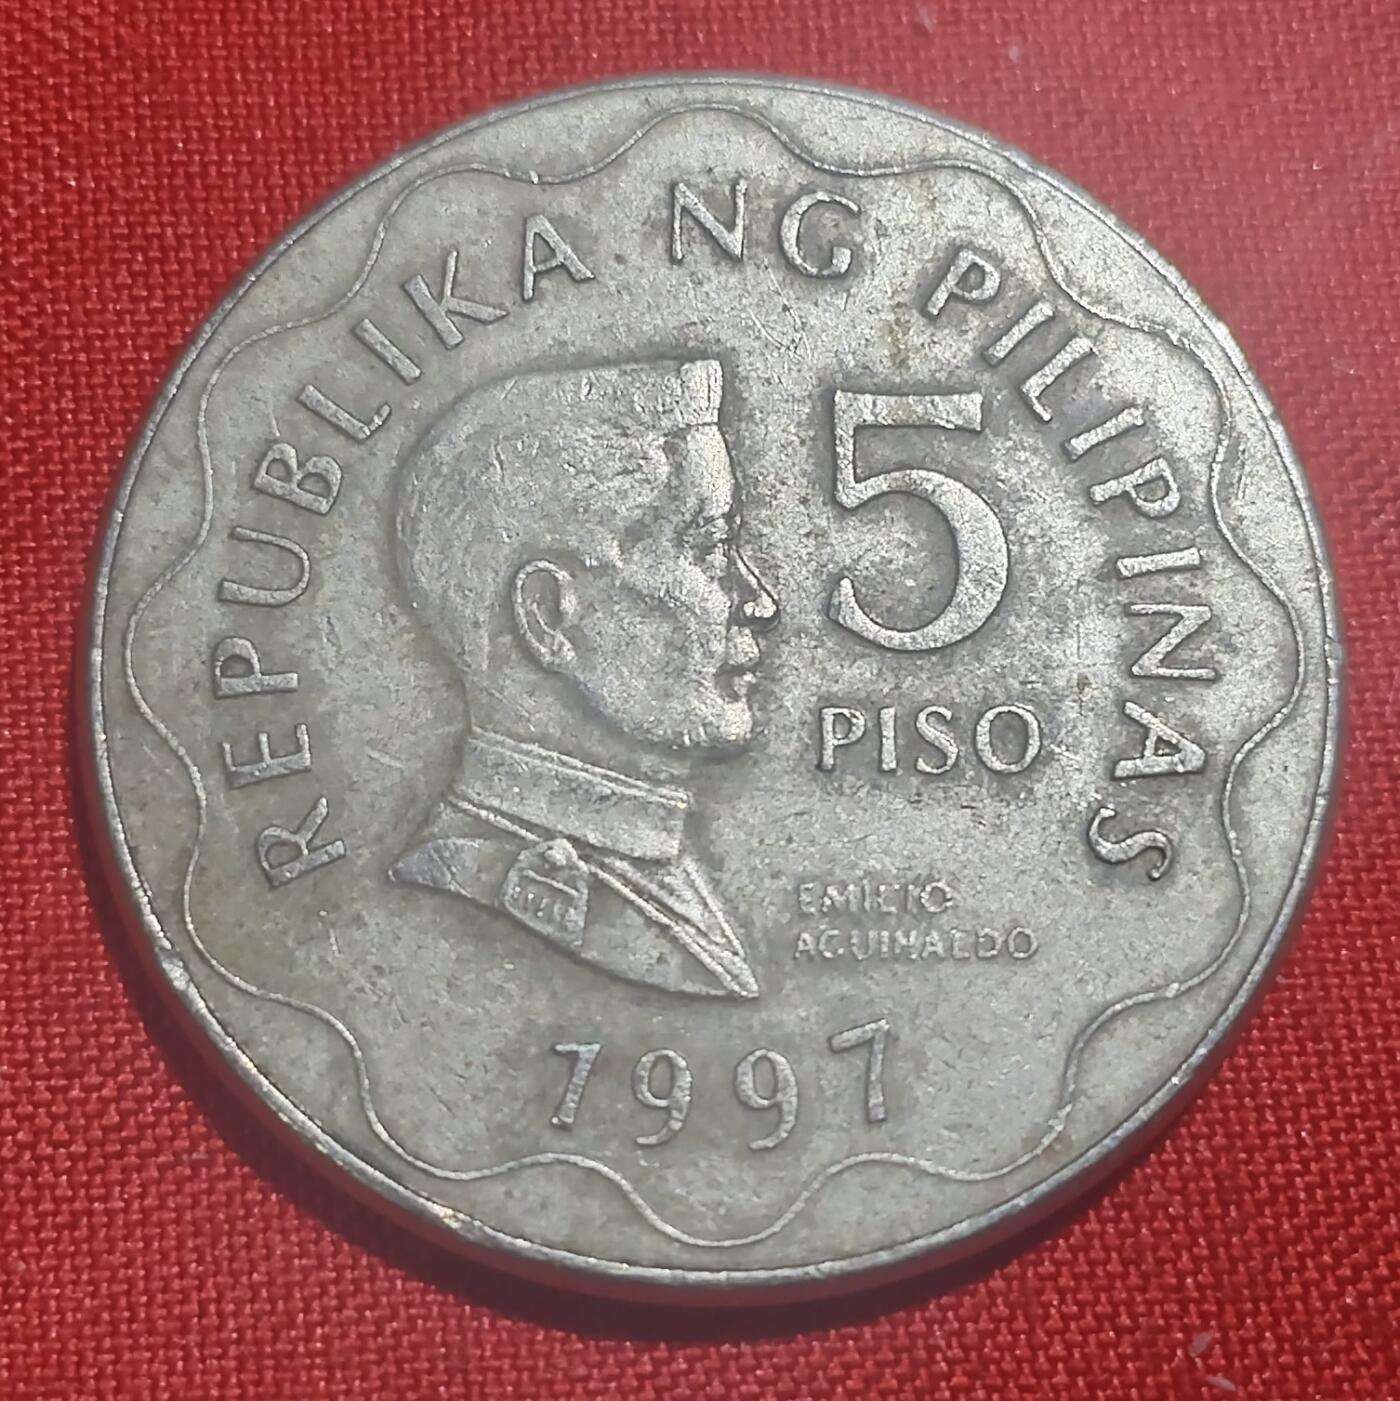 REPUBLIKA NG PILIPINAS
5
PISO
EMILIO
AGUINALDO
1997